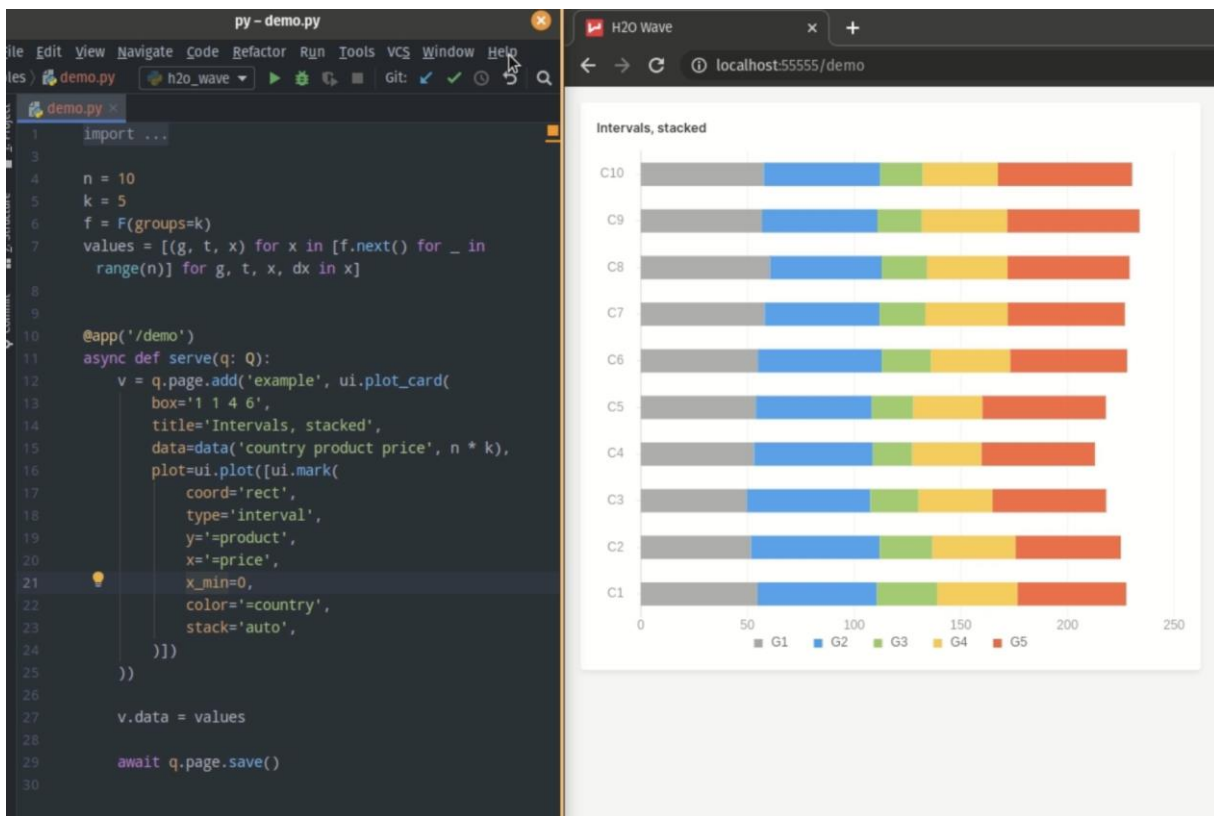 py – demo.py
File Edit View Navigate Code Refactor Run Tools VCS Window Help
les demo.py h2o_wave Git:
demo.py
1 import ...
3
4 n = 10
5 k = 5
6 f = F(groups=k)
7 values = [(g, t, x) for x in [f.next() for _ in
range(n)] for g, t, x, dx in x]
8
9
10 @app('/demo')
11 async def serve(q: Q):
12 v = q.page.add('example', ui.plot_card(
13 box='1 1 4 6',
14 title='Intervals, stacked',
15 data=data('country product price', n * k),
16 plot=ui.plot([ui.mark(
17 coord='rect',
18 type='interval',
19 y='=product',
20 x='=price',
21 x_min=0,
22 color='=country',
23 stack='auto',
24 )])
25 ))
26
27 v.data = values
28
29 await q.page.save()
30
H2O Wave
localhost:55555/demo
Intervals, stacked
C10
C9
C8
C7
C6
C5
C4
C3
C2
C1
0 50 100 150 200 250
G1 G2 G3 G4 G5